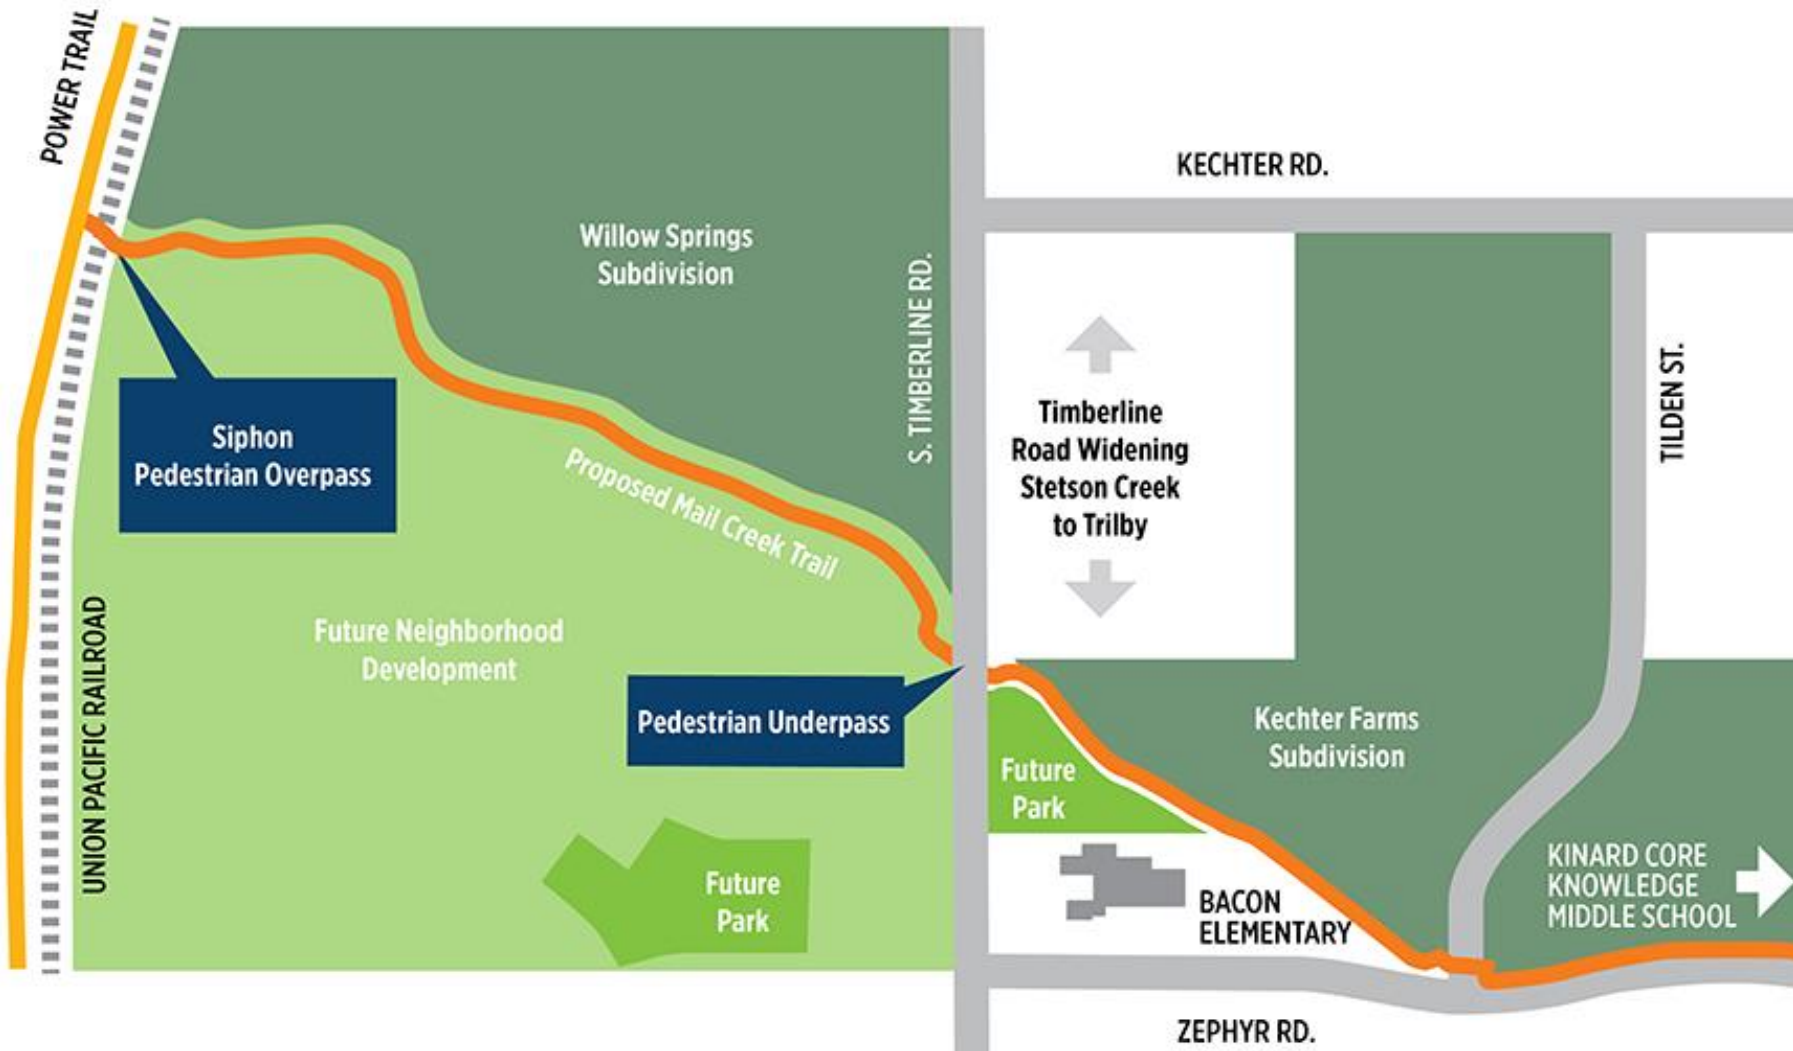 POWER TRAIL
KECHTER RD.
Willow Springs
Subdivision
S. TIMBERLINE RD.
Timberline
Road Widening
Stetson Creek
to Trilby
TILDEN ST.
Siphon
Pedestrian Overpass
Proposed Mail Creek Trail
UNION PACIFIC RAILROAD
Future Neighborhood
Development
Pedestrian Underpass
Kechter Farms
Subdivision
Future
Park
Future
Park
BACON
ELEMENTARY
KINARD CORE
KNOWLEDGE
MIDDLE SCHOOL
ZEPHYR RD.